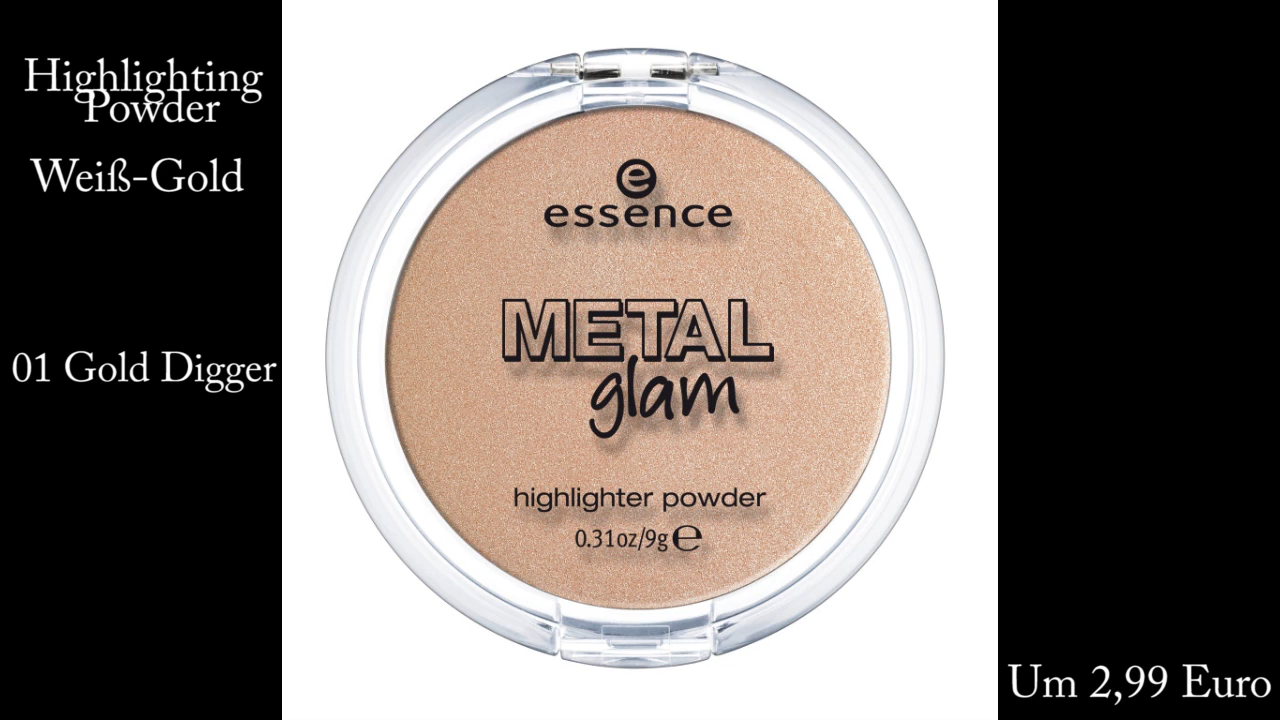 Highlighting
Powder
Weiß-Gold
01 Gold Digger
e
essence
METAL
glam
highlighter powder
0.31oz/9g℮
Um 2,99 Euro